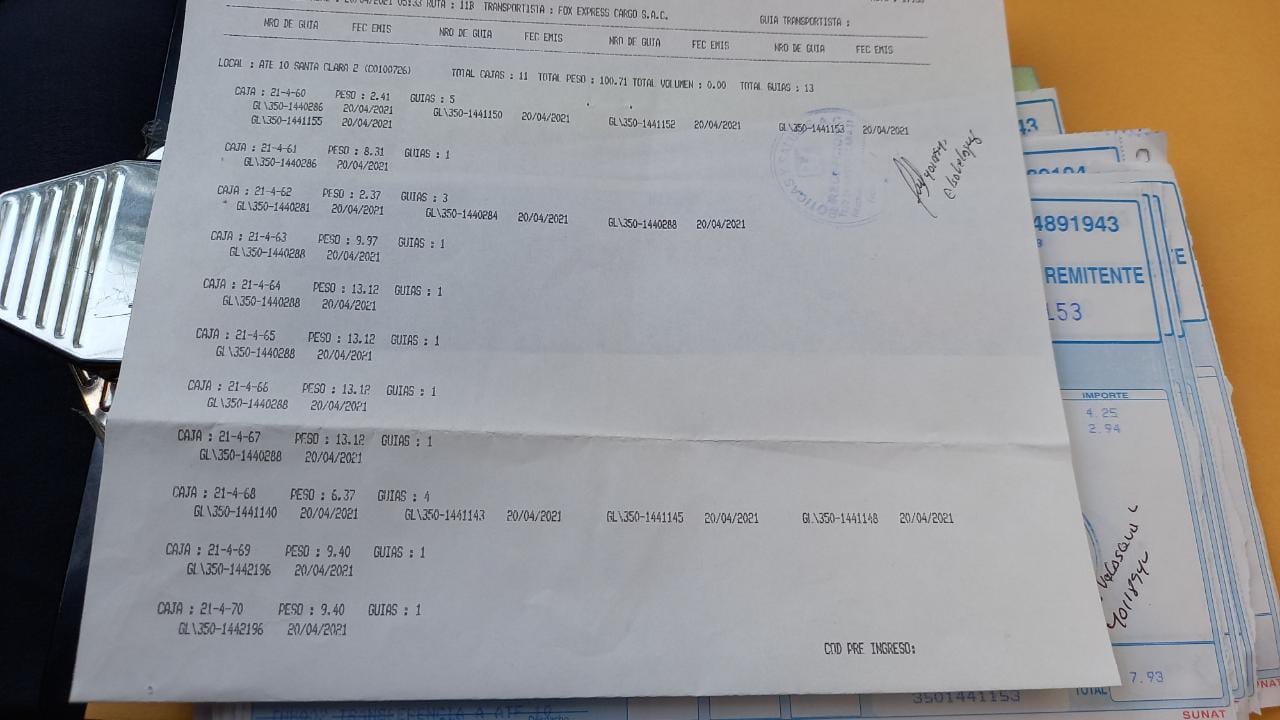 20/04/2021 05:33 RUTA : 11B TRANSPORTISTA : FOX EXPRESS CARGO S.A.C. GUIA TRANSPORTISTA :
NRO DE GUIA FEC EMIS NRO DE GUIA FEC EMIS NRO DE GUIA FEC EMIS NRO DE GUIA FEC EMIS
LOCAL : ATE 10 SANTA CLARA 2 (CO100726) TOTAL CAJAS : 11 TOTAL PESO : 100.71 TOTAL VOLUMEN : 0.00 TOTAL GUIAS : 13
CAJA : 21-4-60 PESO : 2.41 GUIAS : 5
GL\350-1440286 20/04/2021 GL\350-1441150 20/04/2021 GL\350-1441152 20/04/2021 GL\350-1441153 20/04/2021
GL\350-1441155 20/04/2021
CAJA : 21-4-61 PESO : 8.31 GUIAS : 1
GL\350-1440286 20/04/2021
CAJA : 21-4-62 PESO : 2.37 GUIAS : 3
GL\350-1440281 20/04/2021 GL\350-1440284 20/04/2021 GL\350-1440288 20/04/2021
CAJA : 21-4-63 PESO : 9.97 GUIAS : 1
GL\350-1440288 20/04/2021
CAJA : 21-4-64 PESO : 13.12 GUIAS : 1
GL\350-1440288 20/04/2021
CAJA : 21-4-65 PESO : 13.12 GUIAS : 1
GL\350-1440288 20/04/2021
CAJA : 21-4-66 PESO : 13.12 GUIAS : 1
GL\350-1440288 20/04/2021
CAJA : 21-4-67 PESO : 13.12 GUIAS : 1
GL\350-1440288 20/04/2021
CAJA : 21-4-68 PESO : 6.37 GUIAS : 4
GL\350-1441140 20/04/2021 GL\350-1441143 20/04/2021 GL\350-1441145 20/04/2021 GL\350-1441148 20/04/2021
CAJA : 21-4-69 PESO : 9.40 GUIAS : 1
GL\350-1442196 20/04/2021
CAJA : 21-4-70 PESO : 9.40 GUIAS : 1
GL\350-1442196 20/04/2021
COD PRE INGRESO:
BOTICAS
43
4891943
REMITENTE
153
IMPORTE
4.25
2.94
TOTAL 7.93
3501441153
SUNAT